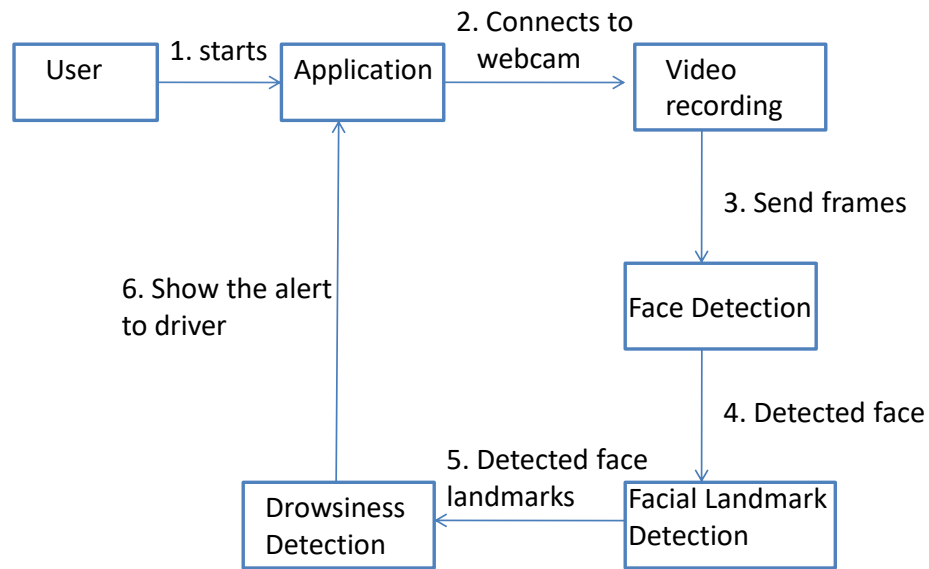 User
1. starts
Application
2. Connects to
webcam
Video
recording
3. Send frames
Face Detection
4. Detected face
Facial Landmark
Detection
5. Detected face
landmarks
Drowsiness
Detection
6. Show the alert
to driver